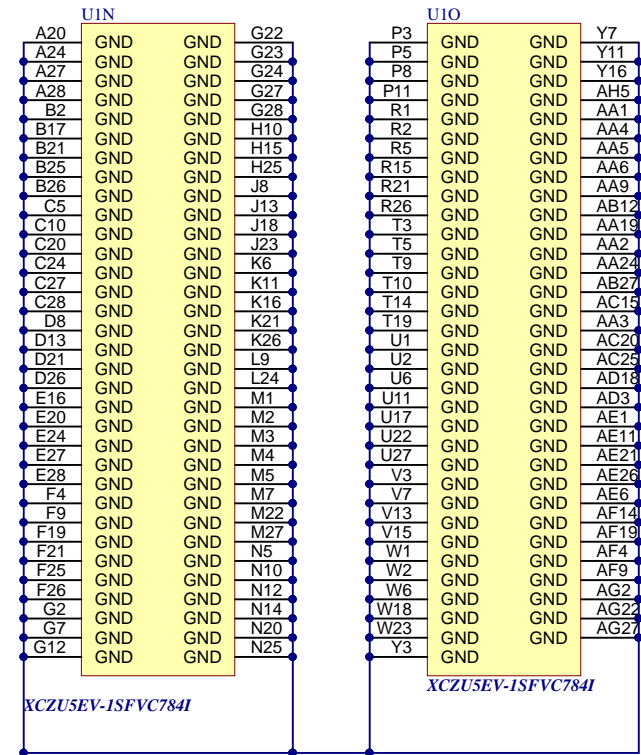 U1N
A20 GND GND G22
A24 GND GND G23
A27 GND GND G24
A28 GND GND G27
B2 GND GND G28
B17 GND GND H10
B21 GND GND H15
B25 GND GND H25
B26 GND GND J8
C5 GND GND J13
C10 GND GND J18
C20 GND GND J23
C24 GND GND K6
C27 GND GND K11
C28 GND GND K16
D8 GND GND K21
D13 GND GND K26
D21 GND GND L9
D26 GND GND L24
E16 GND GND M1
E20 GND GND M2
E24 GND GND M3
E27 GND GND M4
E28 GND GND M5
F4 GND GND M7
F9 GND GND M22
F19 GND GND M27
F21 GND GND N5
F25 GND GND N10
F26 GND GND N12
G2 GND GND N14
G7 GND GND N20
G12 GND GND N25
XCZU5EV-1SFVC784I
U1O
P3 GND GND Y7
P5 GND GND Y11
P8 GND GND Y16
P11 GND GND AH5
R1 GND GND AA1
R2 GND GND AA4
R5 GND GND AA5
R15 GND GND AA6
R21 GND GND AA9
R26 GND GND AB12
T3 GND GND AA19
T5 GND GND AA2
T9 GND GND AA24
T10 GND GND AB27
T14 GND GND AC15
T19 GND GND AA3
U1 GND GND AC20
U2 GND GND AC25
U6 GND GND AD18
U11 GND GND AD3
U17 GND GND AE1
U22 GND GND AE11
U27 GND GND AE21
V3 GND GND AE26
V7 GND GND AE6
V13 GND GND AF14
V15 GND GND AF19
W1 GND GND AF4
W2 GND GND AF9
W6 GND GND AG2
W18 GND GND AG22
W23 GND GND AG27
Y3 GND
XCZU5EV-1SFVC784I